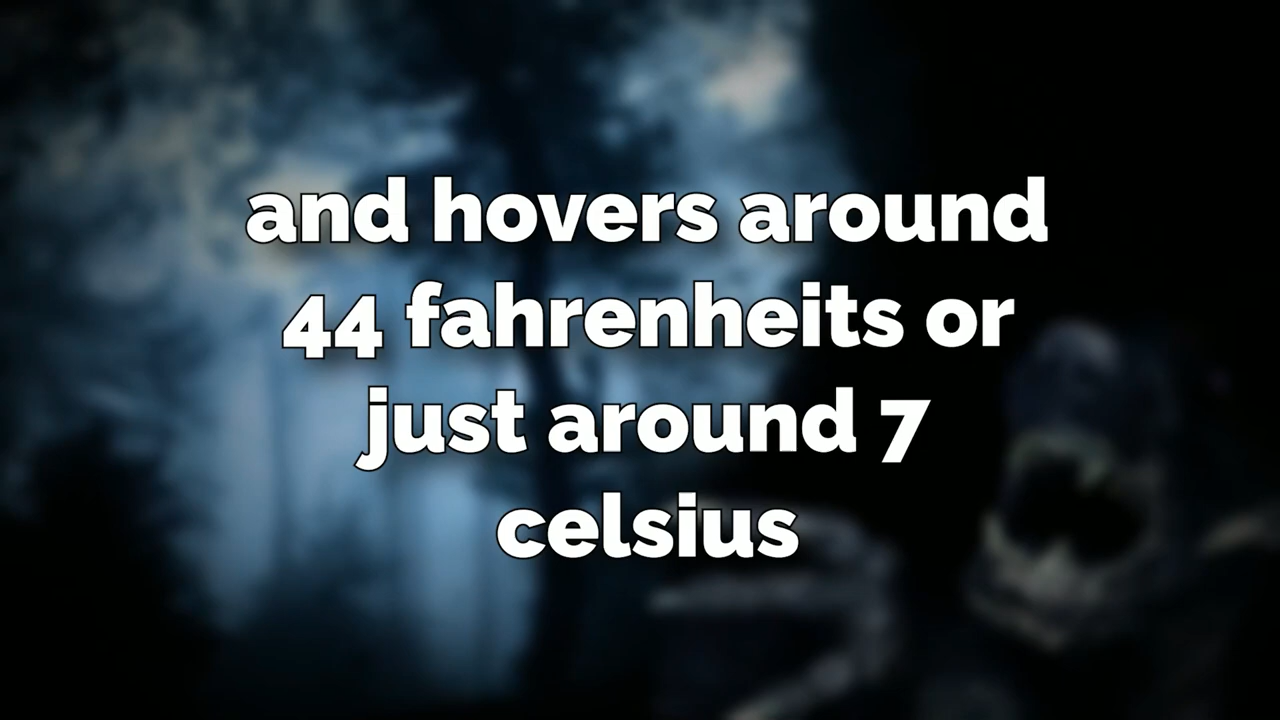 and hovers around
44 fahrenheits or
just around 7
celsius